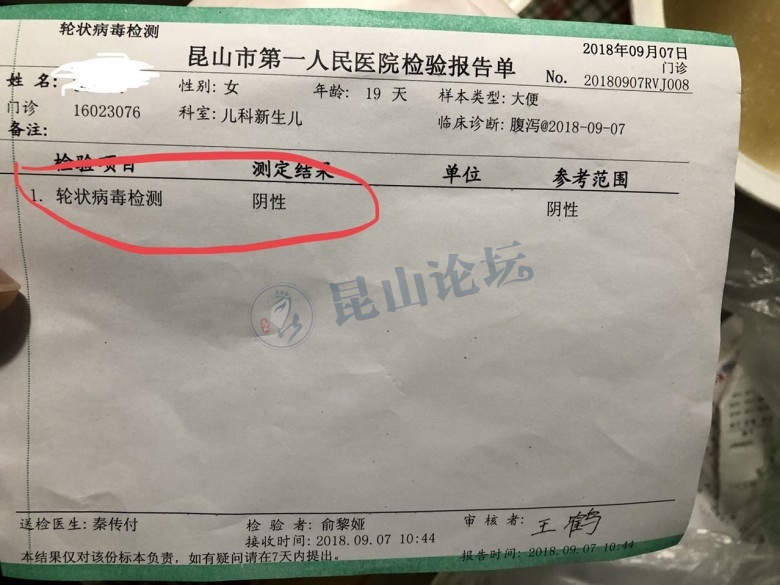 轮状病毒检测
2018年09月07日
昆山市第一人民医院检验报告单
门诊
No. 20180907RVJ008
姓名:
性别: 女
年龄: 19 天
样本类型: 大便
门诊 16023076
科室: 儿科新生儿
临床诊断: 腹泻@2018-09-07
备注:
检验项目 测定结果 单位 参考范围
1. 轮状病毒检测 阴性 阴性
昆山论坛
送检医生: 秦传付 检 验 者: 俞黎娅 审 核 者: 王鹤
接收时间: 2018.09.07 10:44 报告时间: 2018.09.07 10:44
本结果仅对该份标本负责, 如有疑问请在7天内提出.